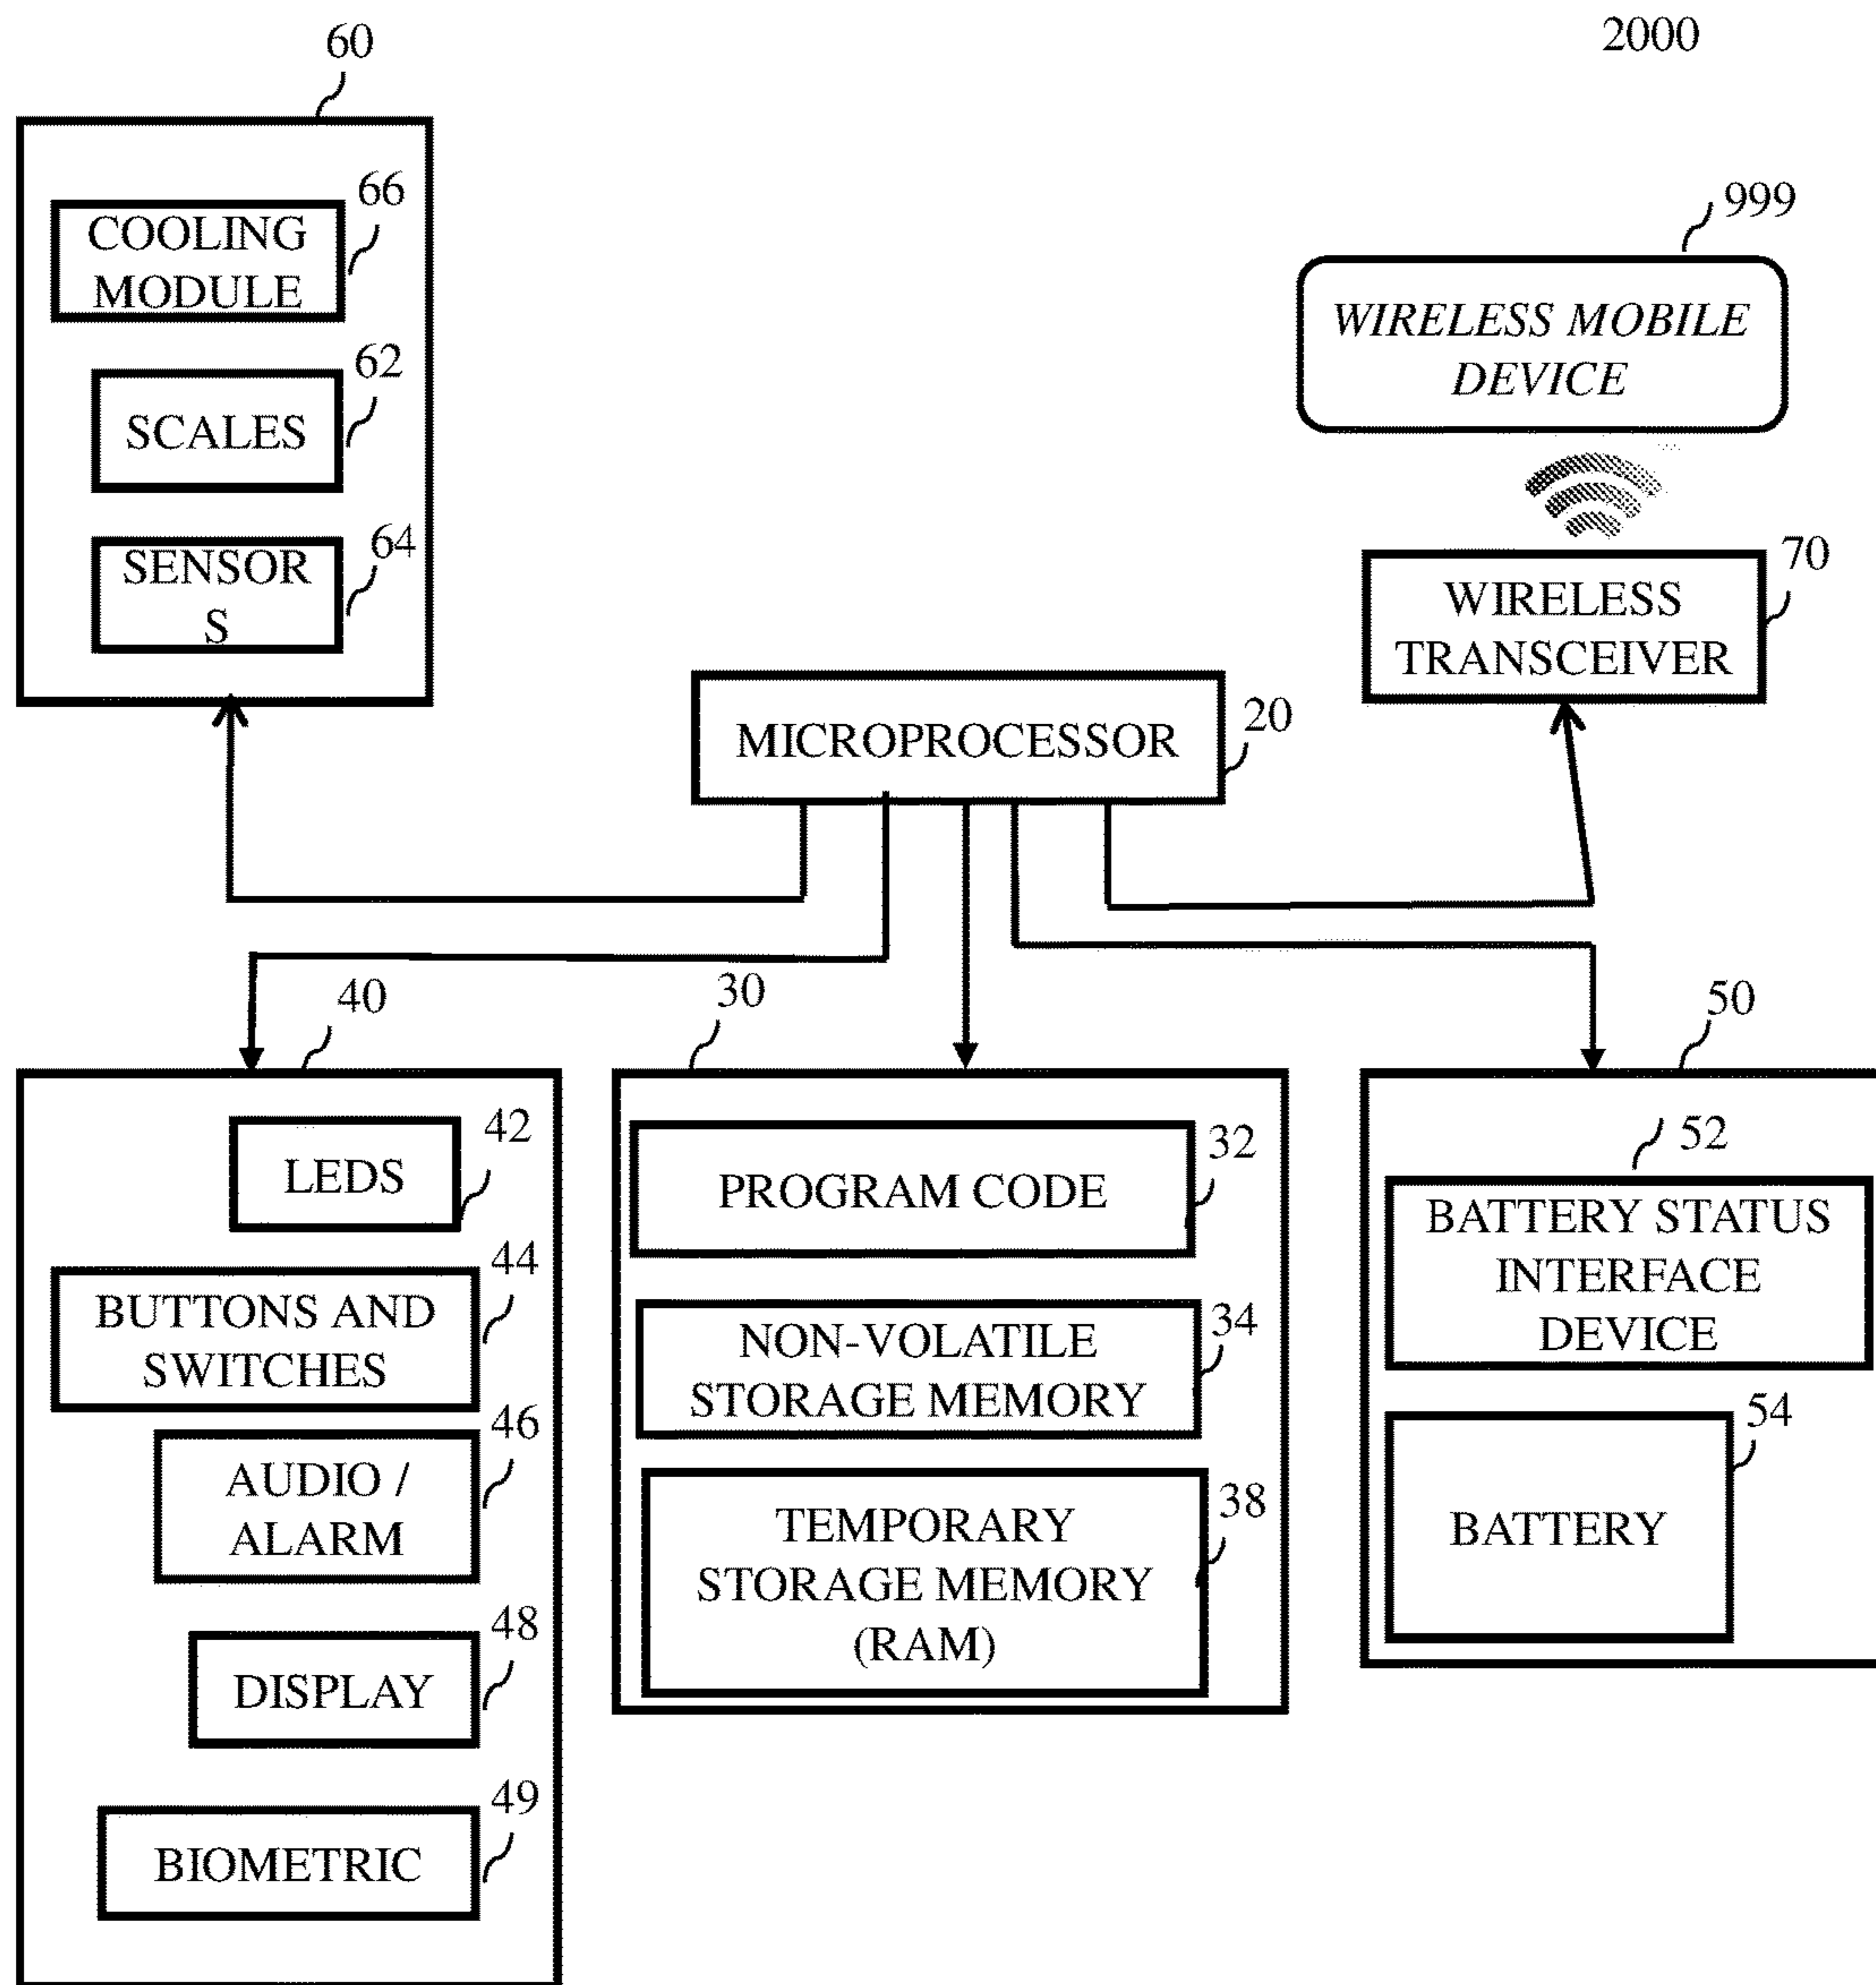 60
2000
66
COOLING
MODULE
999
WIRELESS MOBILE
DEVICE
62
SCALES
64
SENSOR
S
70
WIRELESS
TRANSCEIVER
MICROPROCESSOR
20
40
30
50
42
LEDS
44
BUTTONS AND
SWITCHES
46
AUDIO /
ALARM
48
DISPLAY
49
BIOMETRIC
32
PROGRAM CODE
34
NON-VOLATILE
STORAGE MEMORY
38
TEMPORARY
STORAGE MEMORY
(RAM)
52
BATTERY STATUS
INTERFACE
DEVICE
54
BATTERY